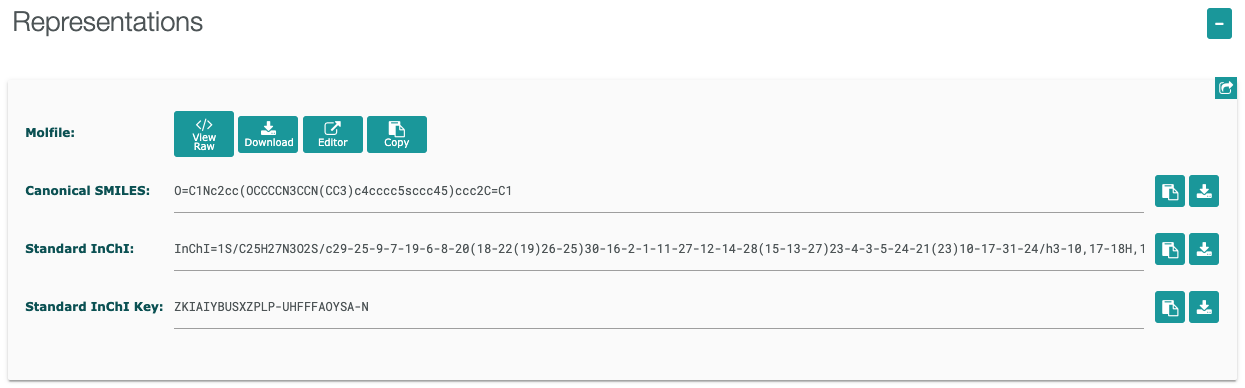 Representations
Molfile:
</> View Raw
Download
Editor
Copy
Canonical SMILES: O=C1Nc2cc(OCCCCN3CCN(CC3)c4cccc5sccc45)ccc2C=C1
Standard InChI: InChI=1S/C25H27N3O2S/c29-25-9-7-19-6-8-20(18-22(19)26-25)30-16-2-1-11-27-12-14-28(15-13-27)23-4-3-5-24-21(23)10-17-31-24/h3-10,17-18H,1
Standard InChI Key: ZKIAIYBUSXZPLP-UHFFFAOYSA-N